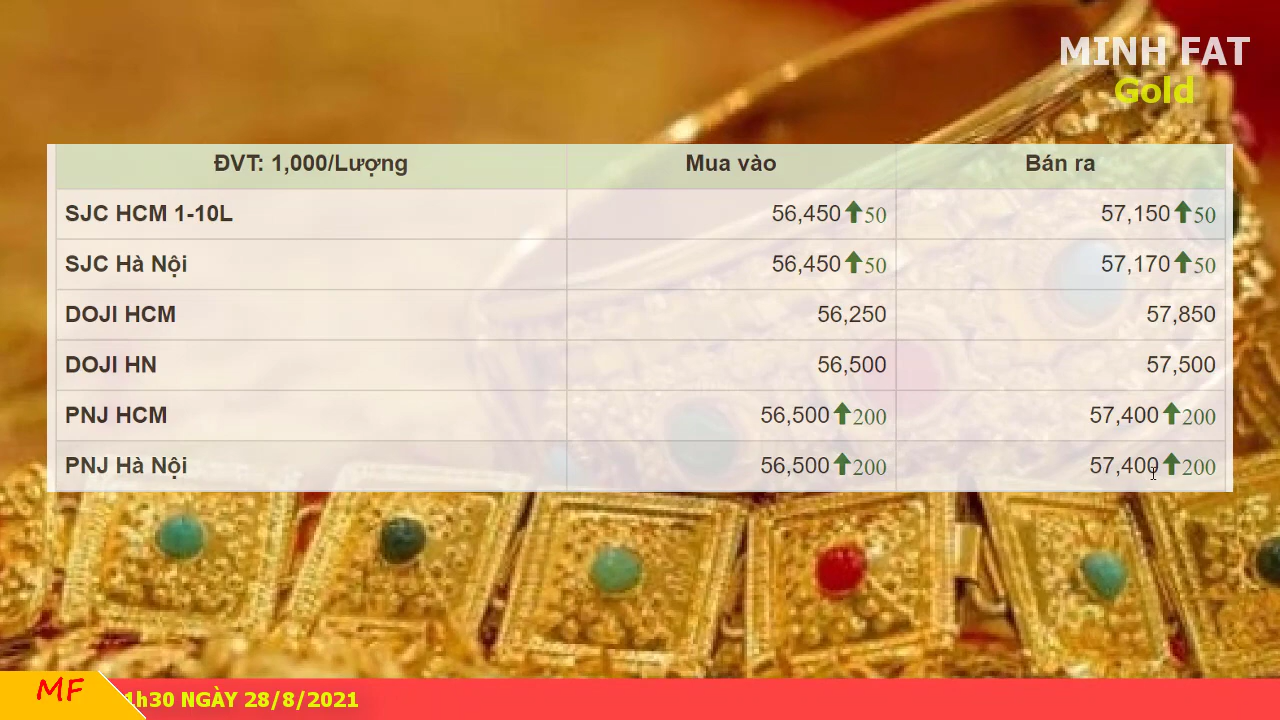 MINH FAT
Gold
ĐVT: 1,000/Lượng Mua vào Bán ra
SJC HCM 1-10L 56,450 50 57,150 50
SJC Hà Nội 56,450 50 57,170 50
DOJI HCM 56,250 57,850
DOJI HN 56,500 57,500
PNJ HCM 56,500 200 57,400 200
PNJ Hà Nội 56,500 200 57,400 200
MF 1h30 NGÀY 28/8/2021